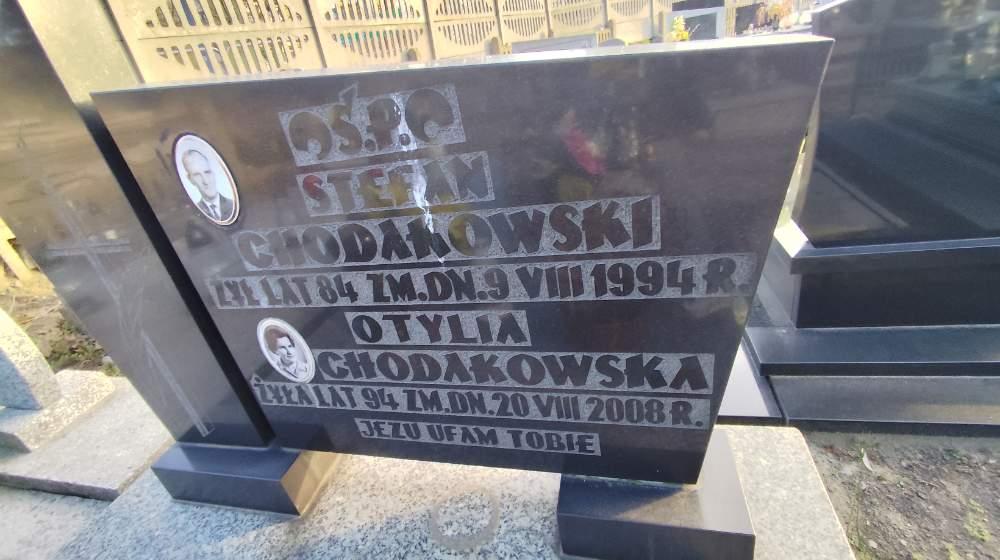 Ś.P.
STEFAN
CHODAKOWSKI
ŻYŁ LAT 84 ZM.DN.9 VIII 1994 R.
OTYLIA
CHODAKOWSKA
ŻYŁA LAT 94 ZM.DN.20 VIII 2008 R.
JEZU UFAM TOBIE